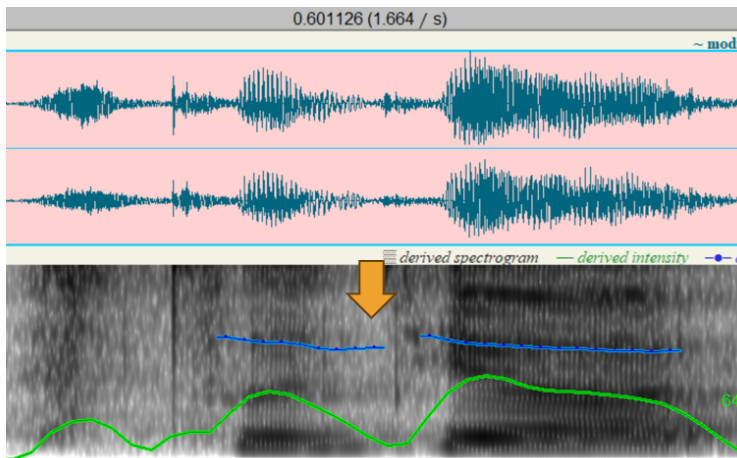 0.601126 (1.664 / s)
~ mod
derived spectrogram — derived intensity
64